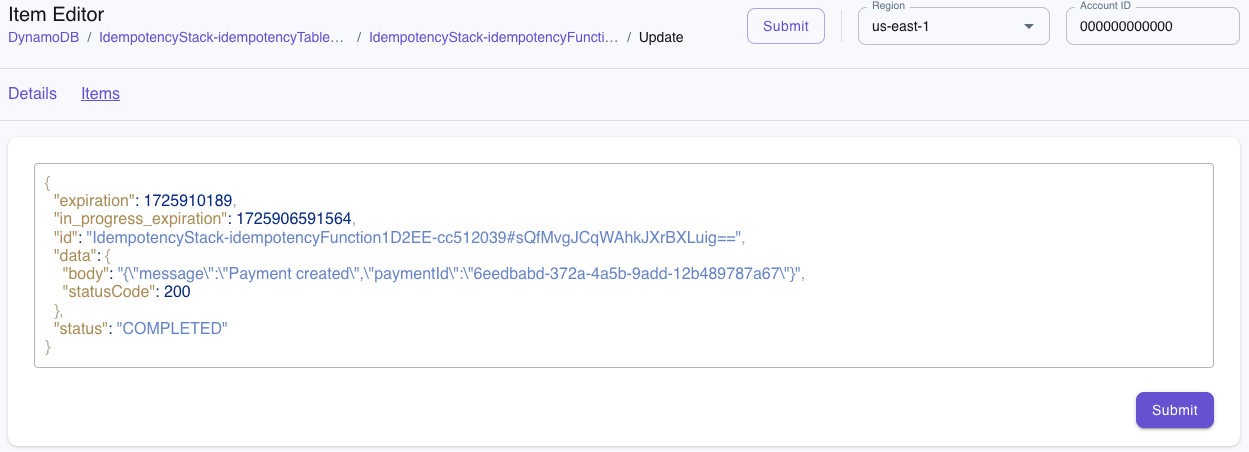 Item Editor
DynamoDB / IdempotencyStack-idempotencyTable… / IdempotencyStack-idempotencyFuncti… / Update
Submit
Region
us-east-1
Account ID
000000000000
Details Items
{
"expiration": 1725910189,
"in_progress_expiration": 1725906591564,
"id": "IdempotencyStack-idempotencyFunction1D2EE-cc512039#sQfMvgJCqWAhkJXrBXLuig==",
"data": {
"body": "{\"message\":\"Payment created\",\"paymentId\":\"6eedbabd-372a-4a5b-9add-12b489787a67\"}",
"statusCode": 200
},
"status": "COMPLETED"
}
Submit